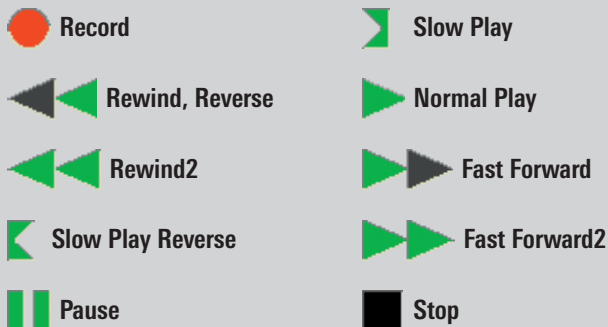 Record
Rewind, Reverse
Rewind2
Slow Play Reverse
Pause
Slow Play
Normal Play
Fast Forward
Fast Forward2
Stop